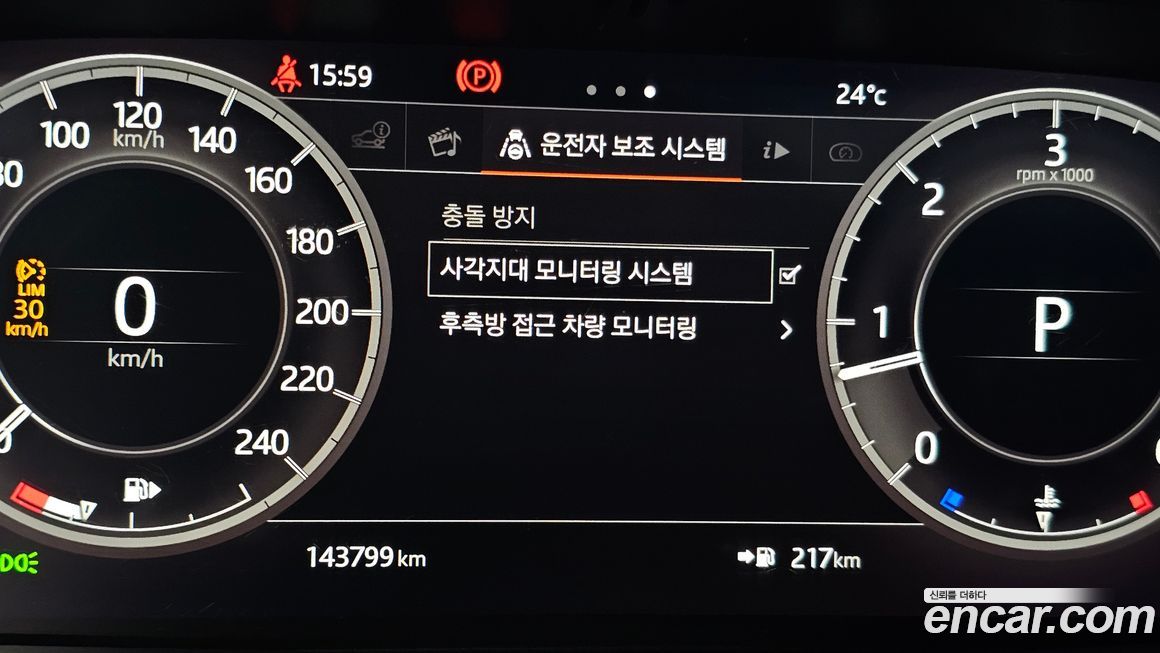 15:59
24°C
운전자 보조 시스템
i
충돌 방지
사각지대 모니터링 시스템
후측방 접근 차량 모니터링
80
100
120
km/h
140
160
180
200
220
240
0
km/h
LIM
30
km/h
3
rpm x 1000
2
1
0
P
143799 km
217 km
신뢰를 더하다
encar.com